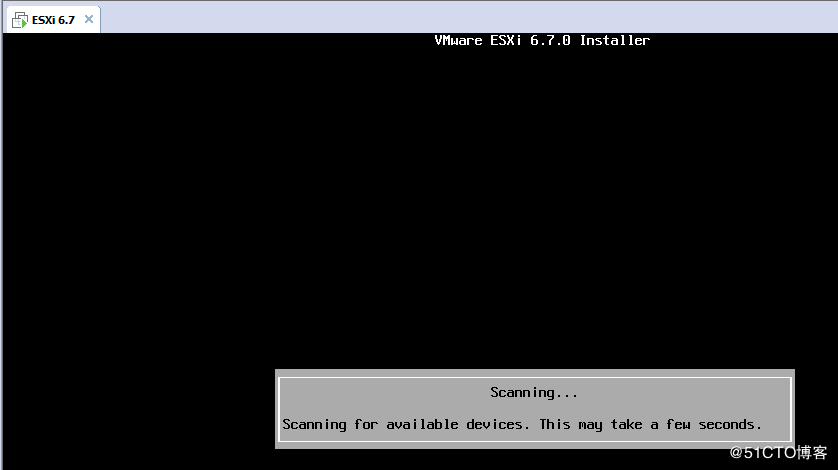 ESXi 6.7
VMware ESXi 6.7.0 Installer
Scanning...
Scanning for available devices. This may take a few seconds.
@51CTO博客